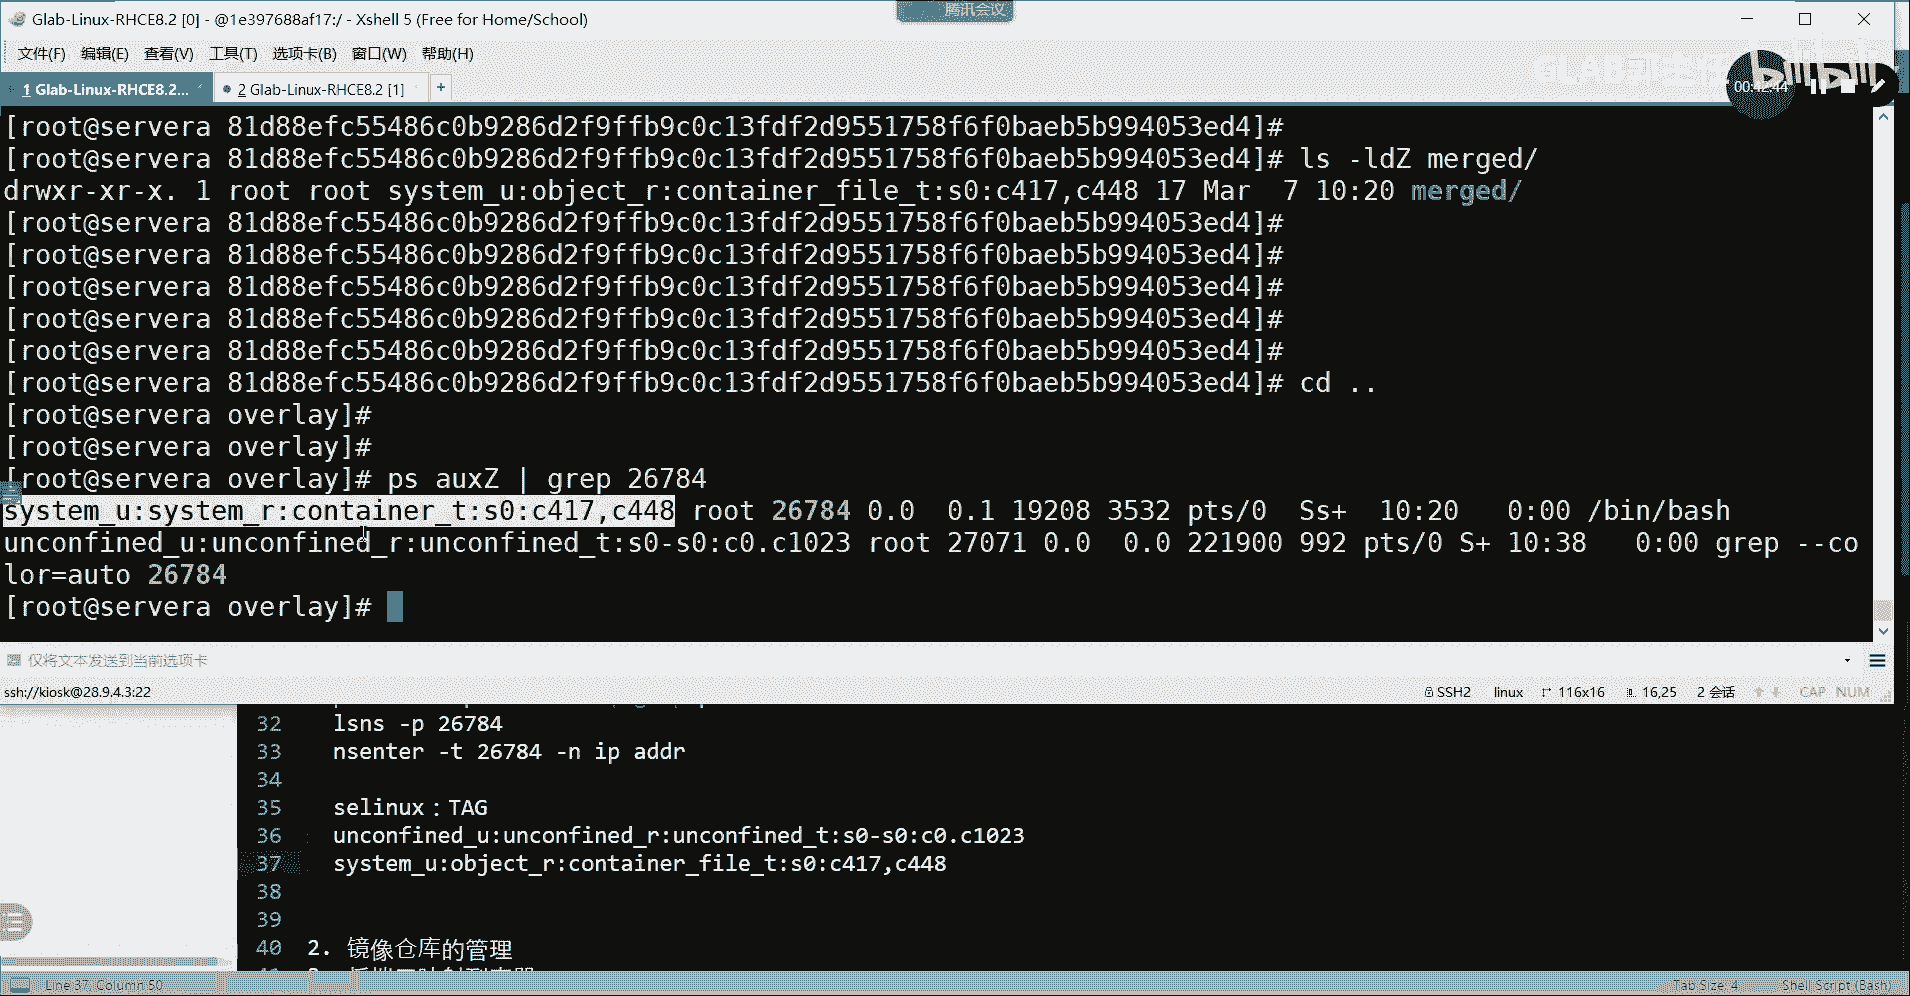 Glab-Linux-RHCE8.2 [0] - @1e397688af17:/ - Xshell 5 (Free for Home/School)
腾讯会议
文件(F) 编辑(E) 查看(V) 工具(T) 选项卡(B) 窗口(W) 帮助(H)
bilibili
00:42:44
1 Glab-Linux-RHCE8.2... 2 Glab-Linux-RHCE8.2 [1] +
[root@servera 81d88efc55486c0b9286d2f9ffb9c0c13fdf2d9551758f6f0baeb5b994053ed4]#
[root@servera 81d88efc55486c0b9286d2f9ffb9c0c13fdf2d9551758f6f0baeb5b994053ed4]# ls -ldZ merged/
drwxr-xr-x. 1 root root system_u:object_r:container_file_t:s0:c417,c448 17 Mar  7 10:20 merged/
[root@servera 81d88efc55486c0b9286d2f9ffb9c0c13fdf2d9551758f6f0baeb5b994053ed4]#
[root@servera 81d88efc55486c0b9286d2f9ffb9c0c13fdf2d9551758f6f0baeb5b994053ed4]#
[root@servera 81d88efc55486c0b9286d2f9ffb9c0c13fdf2d9551758f6f0baeb5b994053ed4]#
[root@servera 81d88efc55486c0b9286d2f9ffb9c0c13fdf2d9551758f6f0baeb5b994053ed4]#
[root@servera 81d88efc55486c0b9286d2f9ffb9c0c13fdf2d9551758f6f0baeb5b994053ed4]#
[root@servera 81d88efc55486c0b9286d2f9ffb9c0c13fdf2d9551758f6f0baeb5b994053ed4]# cd ..
[root@servera overlay]#
[root@servera overlay]#
[root@servera overlay]# ps auxZ | grep 26784
system_u:system_r:container_t:s0:c417,c448 root 26784 0.0  0.1 19208 3532 pts/0  Ss+  10:20   0:00 /bin/bash
unconfined_u:unconfined_r:unconfined_t:s0-s0:c0.c1023 root 27071 0.0  0.0 221900 992 pts/0 S+ 10:38   0:00 grep --co
lor=auto 26784
[root@servera overlay]#
仅将文本发送到当前选项卡
ssh://kiosk@28.9.4.3:22 SSH2 linux 116x16 16,25 2 会话 CAP NUM
32 lsns -p 26784
33 nsenter -t 26784 -n ip addr
34
35 selinux：TAG
36 unconfined_u:unconfined_r:unconfined_t:s0-s0:c0.c1023
37 system_u:object_r:container_file_t:s0:c417,c448
38
39
40 2. 镜像仓库的管理
Line 37, Column 50 Tab Size: 4 Shell Script (Bash)